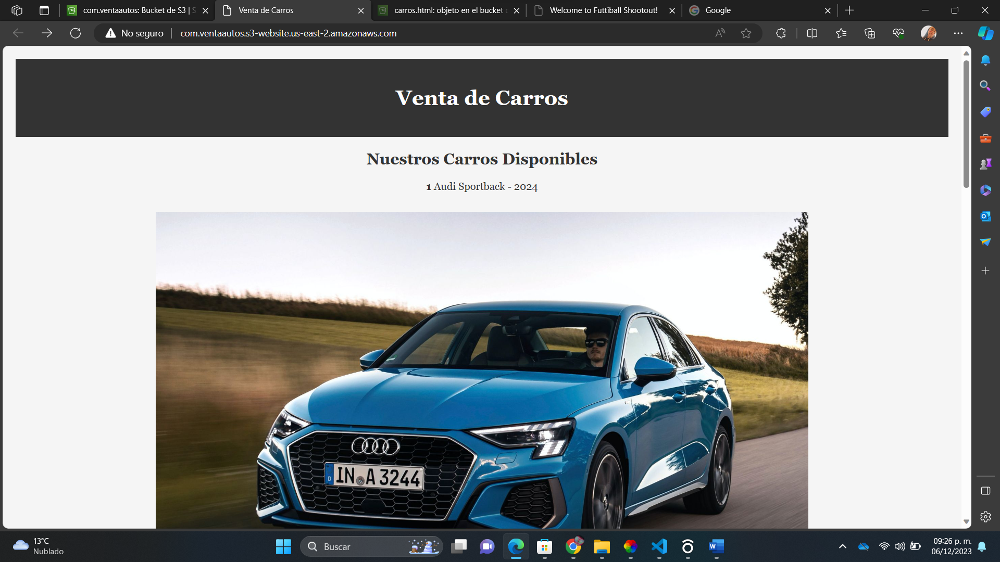 com.ventaautos: Bucket de S3 | S
Venta de Carros
carros.html: objeto en el bucket
Welcome to Futtiball Shootout!
Google
No seguro
com.ventaautos.s3-website.us-east-2.amazonaws.com
Venta de Carros
Nuestros Carros Disponibles
1 Audi Sportback - 2024
D IN A 3244
13°C
Nublado
Buscar
09:26 p. m.
06/12/2023